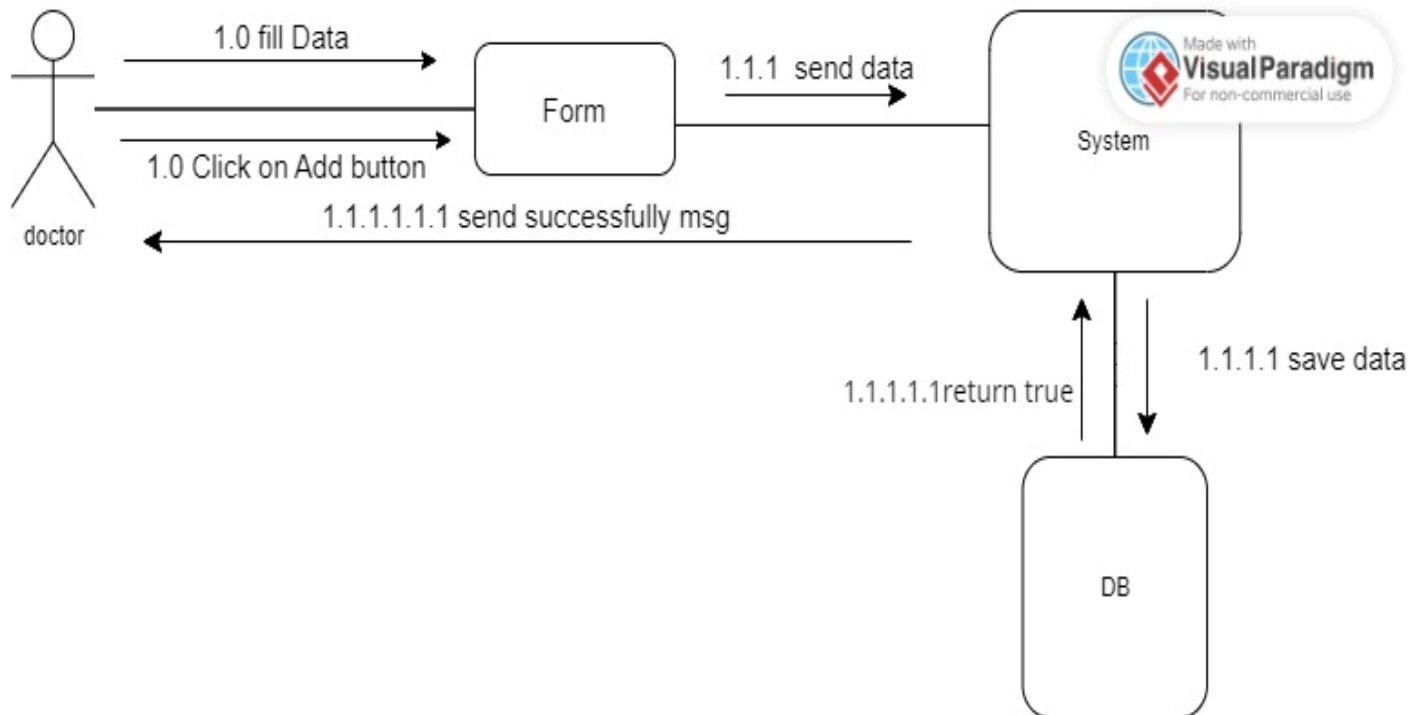 1.0 fill Data
Made with
Visual Paradigm
For non-commercial use
1.1.1 send data
Form
System
1.0 Click on Add button
1.1.1.1.1.1 send successfully msg
doctor
1.1.1.1 save data
1.1.1.1.1return true
DB